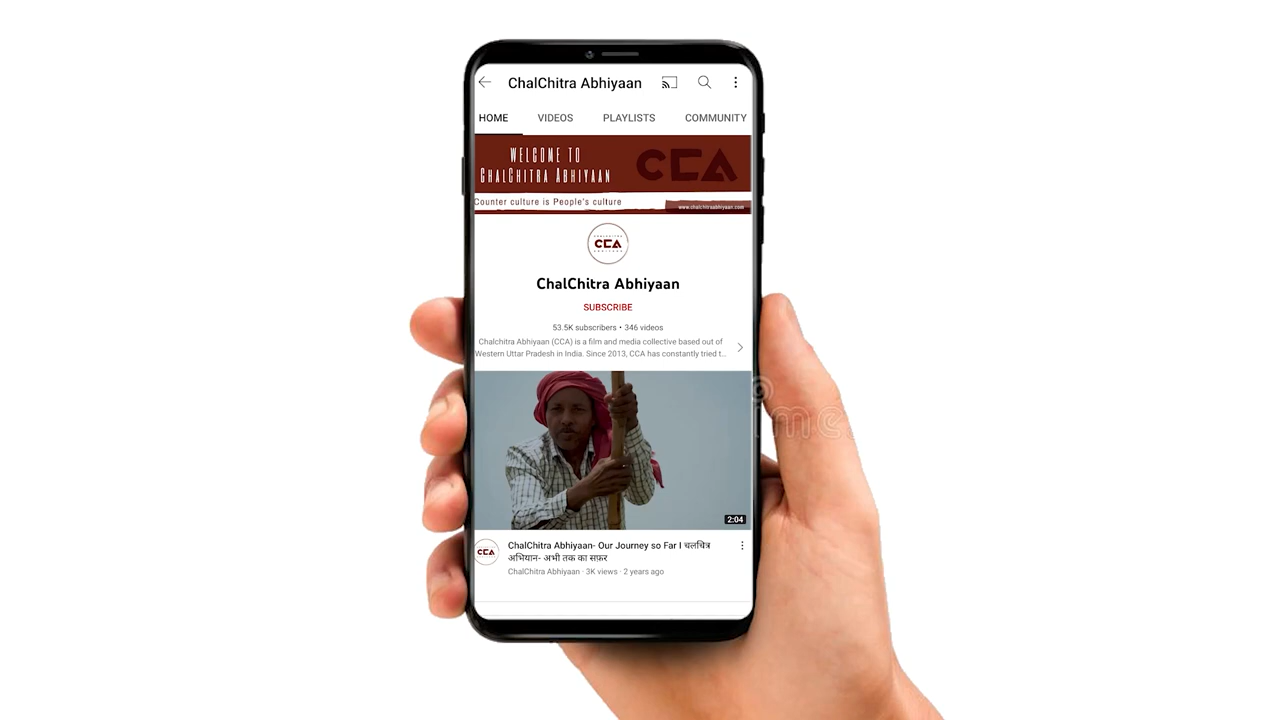 ChalChitra Abhiyaan
HOME VIDEOS PLAYLISTS COMMUNITY
WELCOME TO
CHALCHITRA ABHIYAAN
CCA
Counter culture is People's culture
www.chalchitraabhiyaan.com
CCA
ChalChitra Abhiyaan
SUBSCRIBE
53.5K subscribers • 346 videos
Chalchitra Abhiyaan (CCA) is a film and media collective based out of
Western Uttar Pradesh in India. Since 2013, CCA has constantly tried t...
2:04
CCA
ChalChitra Abhiyaan- Our Journey so Far I चलचित्र
अभियान- अभी तक का सफ़र
ChalChitra Abhiyaan · 3K views · 2 years ago